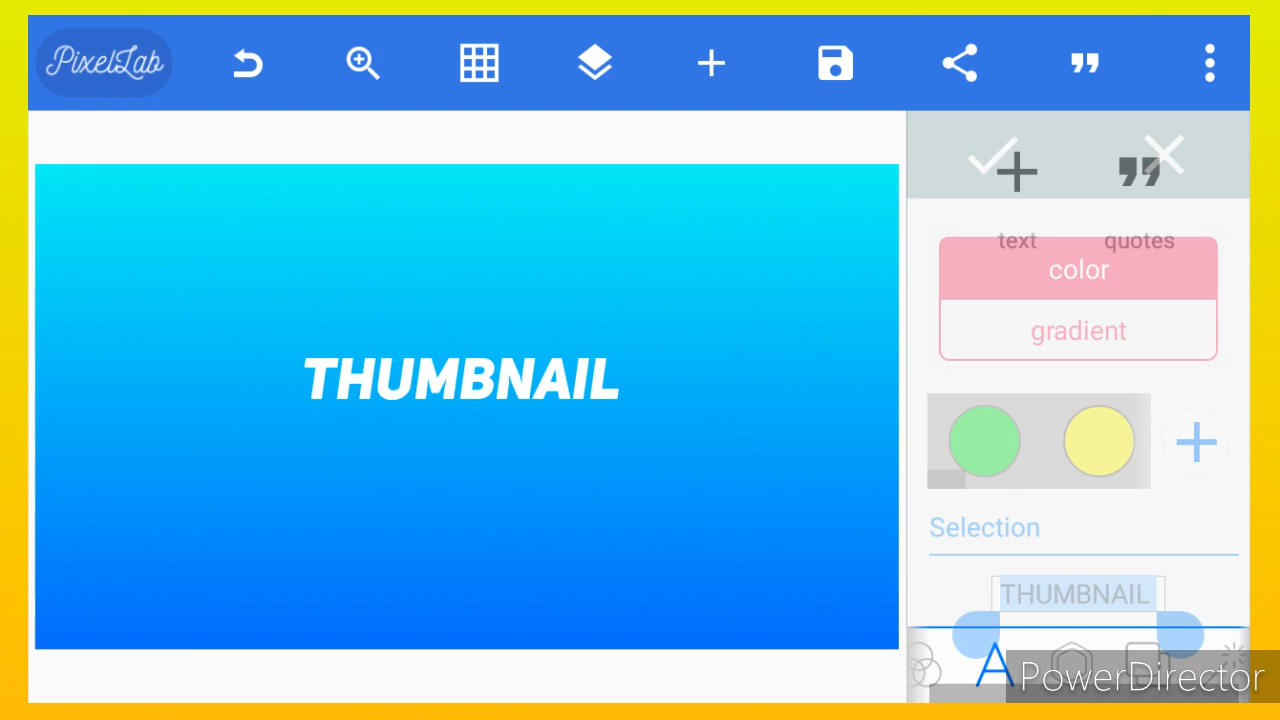 PixelLab
text quotes
color
gradient
THUMBNAIL
Selection
THUMBNAIL
A
PowerDirector